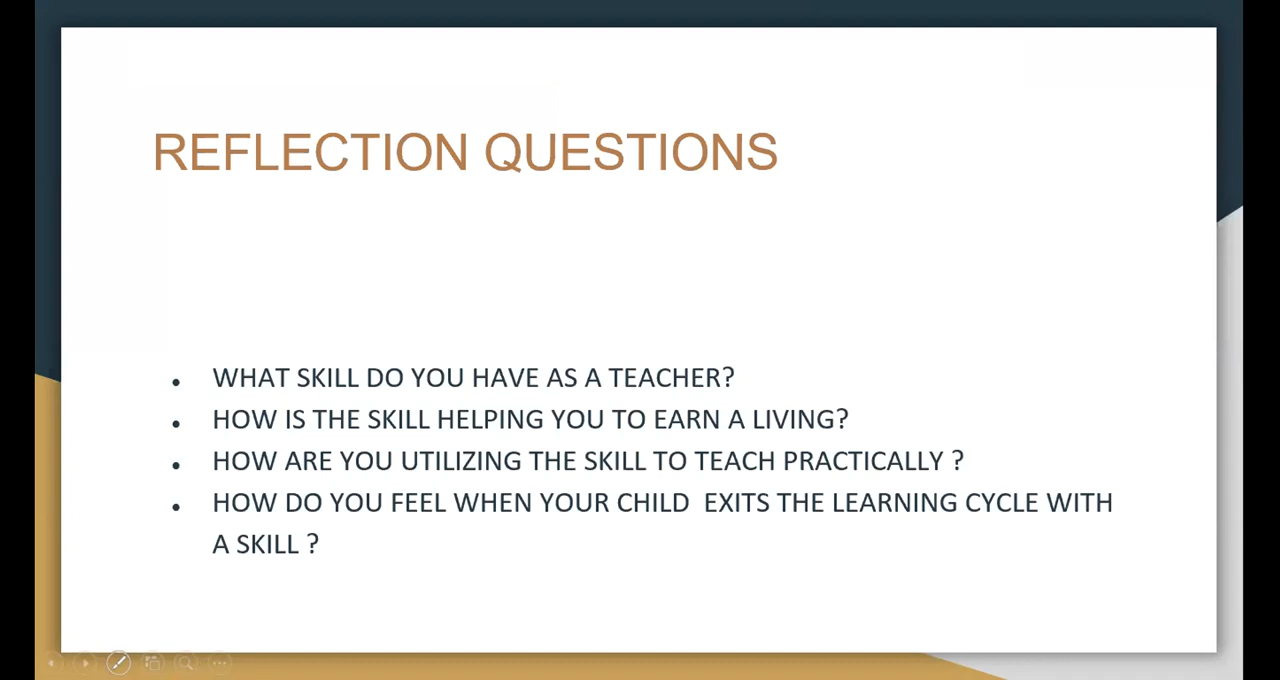 REFLECTION QUESTIONS
• WHAT SKILL DO YOU HAVE AS A TEACHER?
• HOW IS THE SKILL HELPING YOU TO EARN A LIVING?
• HOW ARE YOU UTILIZING THE SKILL TO TEACH PRACTICALLY ?
• HOW DO YOU FEEL WHEN YOUR CHILD  EXITS THE LEARNING CYCLE WITH
A SKILL ?